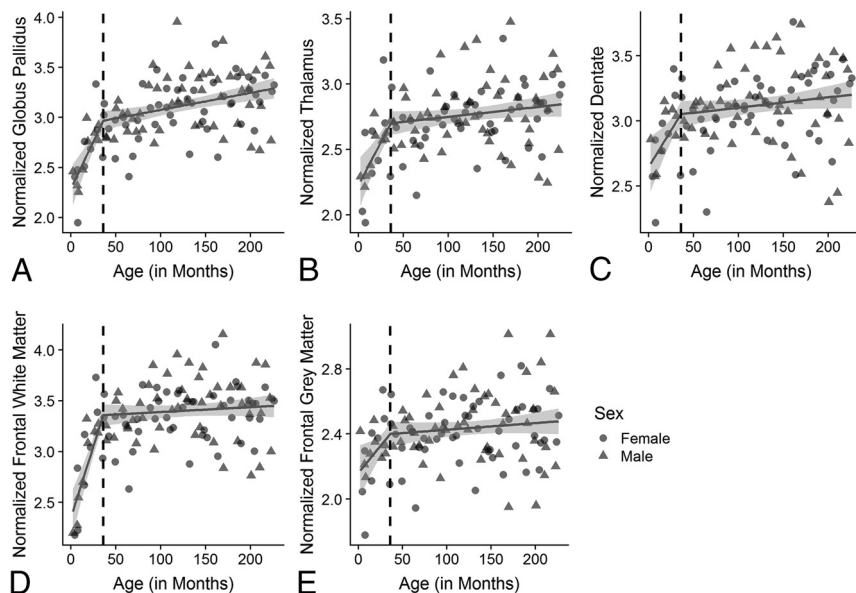 Normalized Globus Pallidus
4.0
3.5
3.0
2.5
2.0
0 50 100 150 200
Age (in Months)
A
Normalized Thalamus
3.5
3.0
2.5
2.0
0 50 100 150 200
Age (in Months)
B
Normalized Dentate
3.5
3.0
2.5
0 50 100 150 200
Age (in Months)
C
Normalized Frontal White Matter
4.0
3.5
3.0
2.5
0 50 100 150 200
Age (in Months)
D
Normalized Frontal Grey Matter
2.8
2.4
2.0
0 50 100 150 200
Age (in Months)
E
Sex
Female
Male